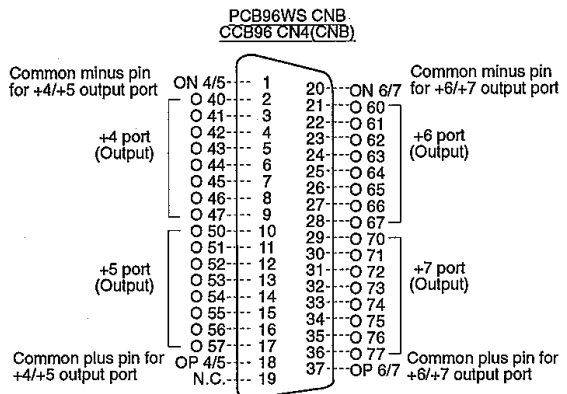 PCB96WS CNB
CCB96 CN4(CNB)
Common minus pin
for +4/+5 output port
Common minus pin
for +6/+7 output port
ON 4/5 1
O 40 2
O 41 3
O 42 4
O 43 5
O 44 6
O 45 7
O 46 8
O 47 9
O 50 10
O 51 11
O 52 12
O 53 13
O 54 14
O 55 15
O 56 16
O 57 17
OP 4/5 18
N.C. 19
+4 port
(Output)
+5 port
(Output)
Common plus pin for
+4/+5 output port
20 ON 6/7
21 O 60
22 O 61
23 O 62
24 O 63
25 O 64
26 O 65
27 O 66
28 O 67
29 O 70
30 O 71
31 O 72
32 O 73
33 O 74
34 O 75
35 O 76
36 O 77
37 OP 6/7
+6 port
(Output)
+7 port
(Output)
Common plus pin for
+6/+7 output port